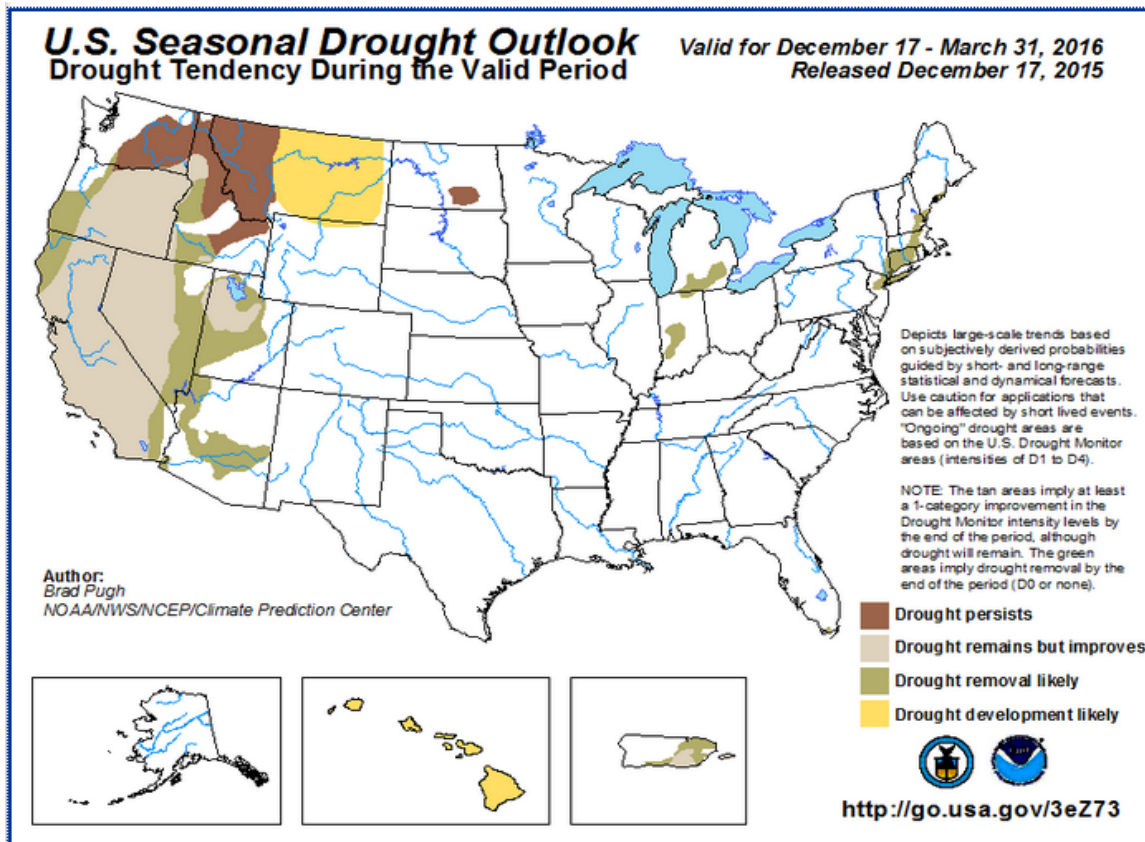 U.S. Seasonal Drought Outlook
Drought Tendency During the Valid Period
Valid for December 17 - March 31, 2016
Released December 17, 2015
Depicts large-scale trends based
on subjectively derived probabilities
guided by short- and long-range
statistical and dynamical forecasts.
Use caution for applications that
can be affected by short lived events.
"Ongoing" drought areas are
based on the U.S. Drought Monitor
areas (intensities of D1 to D4).
NOTE: The tan areas imply at least
a 1-category improvement in the
Drought Monitor intensity levels by
the end of the period, although
drought will remain. The green
areas imply drought removal by the
end of the period (D0 or none).
Author:
Brad Pugh
NOAA/NWS/NCEP/Climate Prediction Center
Drought persists
Drought remains but improves
Drought removal likely
Drought development likely
http://go.usa.gov/3eZ73